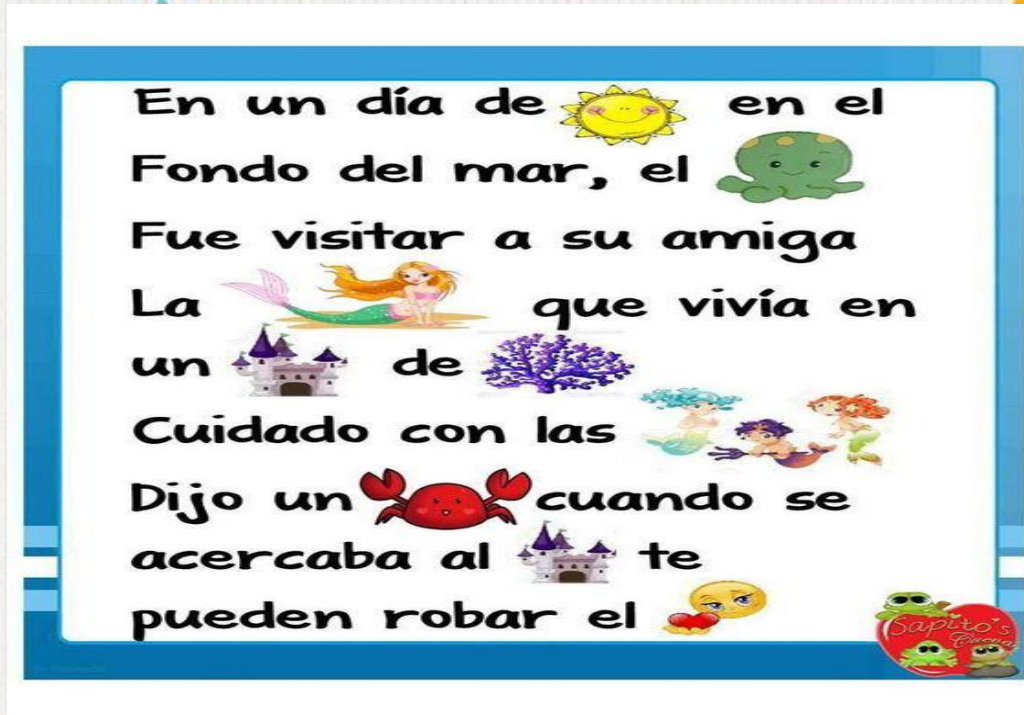 En un día de en el
Fondo del mar, el
Fue visitar a su amiga
La que vivía en
un de
Cuidado con las
Dijo un cuando se
acercaba al te
pueden robar el
Sapito's